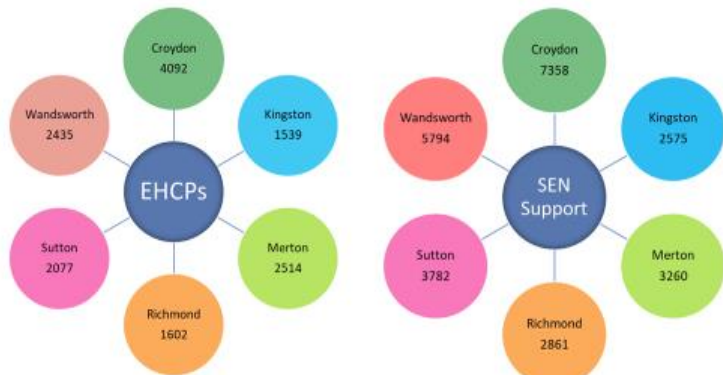 Croydon
4092
Wandsworth
2435
Kingston
1539
EHCPs
Sutton
2077
Merton
2514
Richmond
1602
Croydon
7358
Wandsworth
5794
Kingston
2575
SEN
Support
Sutton
3782
Merton
3260
Richmond
2861